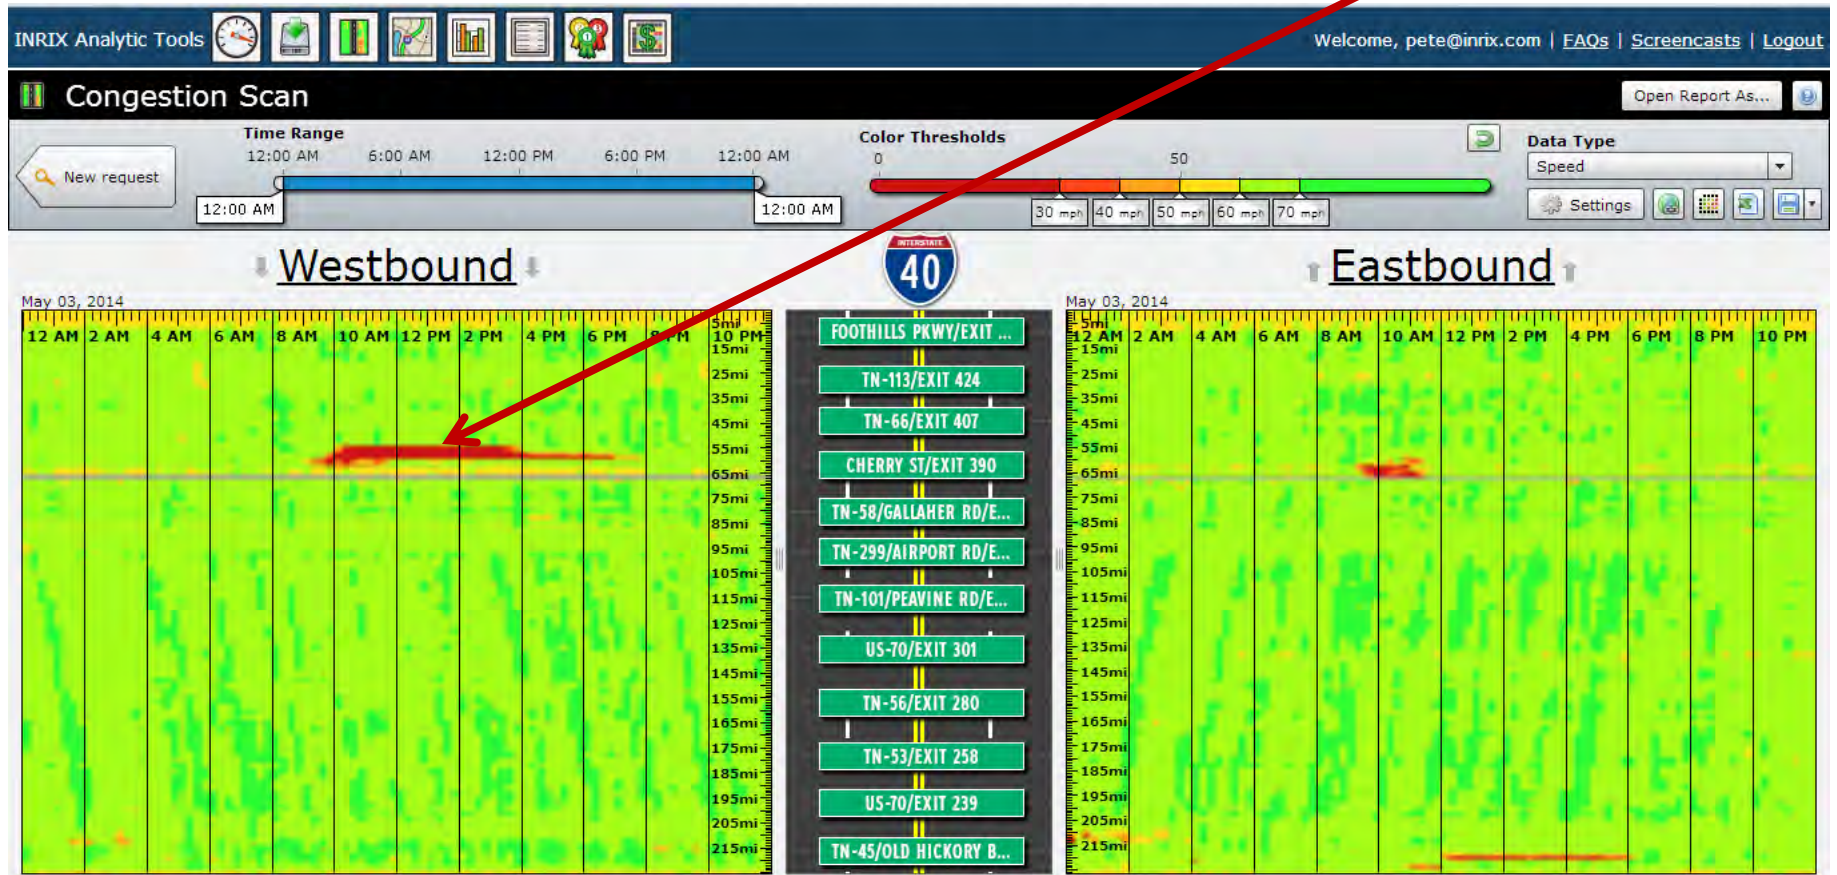 INRIX Analytic Tools
Welcome, pete@inrix.com | FAQs | Screencasts | Logout
Congestion Scan
Open Report As...
New request
Time Range
12:00 AM 6:00 AM 12:00 PM 6:00 PM 12:00 AM
12:00 AM 12:00 AM
Color Thresholds
0 50
30 mph 40 mph 50 mph 60 mph 70 mph
Data Type
Speed
Settings
Westbound
INTERSTATE
40
Eastbound
May 03, 2014
12 AM 2 AM 4 AM 6 AM 8 AM 10 AM 12 PM 2 PM 4 PM 6 PM 8 PM 10 PM
5mi
15mi
25mi
35mi
45mi
55mi
65mi
75mi
85mi
95mi
105mi
115mi
125mi
135mi
145mi
155mi
165mi
175mi
185mi
195mi
205mi
215mi
FOOTHILLS PKWY/EXIT ...
TN-113/EXIT 424
TN-66/EXIT 407
CHERRY ST/EXIT 390
TN-58/GALLAHER RD/E...
TN-299/AIRPORT RD/E...
TN-101/PEAVINE RD/E...
US-70/EXIT 301
TN-56/EXIT 280
TN-53/EXIT 258
US-70/EXIT 239
TN-45/OLD HICKORY B...
May 03, 2014
12 AM 2 AM 4 AM 6 AM 8 AM 10 AM 12 PM 2 PM 4 PM 6 PM 8 PM 10 PM
5mi
15mi
25mi
35mi
45mi
55mi
65mi
75mi
85mi
95mi
105mi
115mi
125mi
135mi
145mi
155mi
165mi
175mi
185mi
195mi
205mi
215mi